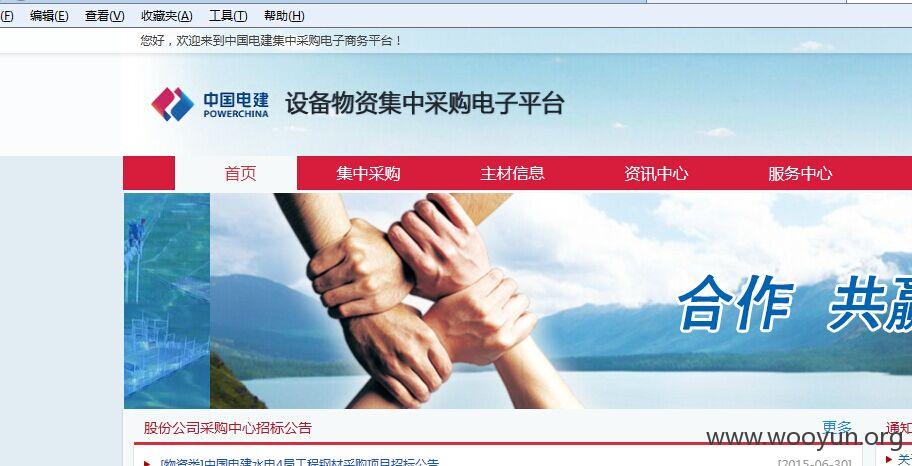 (F) 编辑(E) 查看(V) 收藏夹(A) 工具(T) 帮助(H)
您好，欢迎来到中国电建集中采购电子商务平台！
中国电建
POWERCHINA
设备物资集中采购电子平台
首页 集中采购 主材信息 资讯中心 服务中心
合作 共赢
股份公司采购中心招标公告 更多 通知
www.wooyun.org
[物资类]中国电建水电4局工程钢材采购项目招标公告 [2015-06-30] 关于